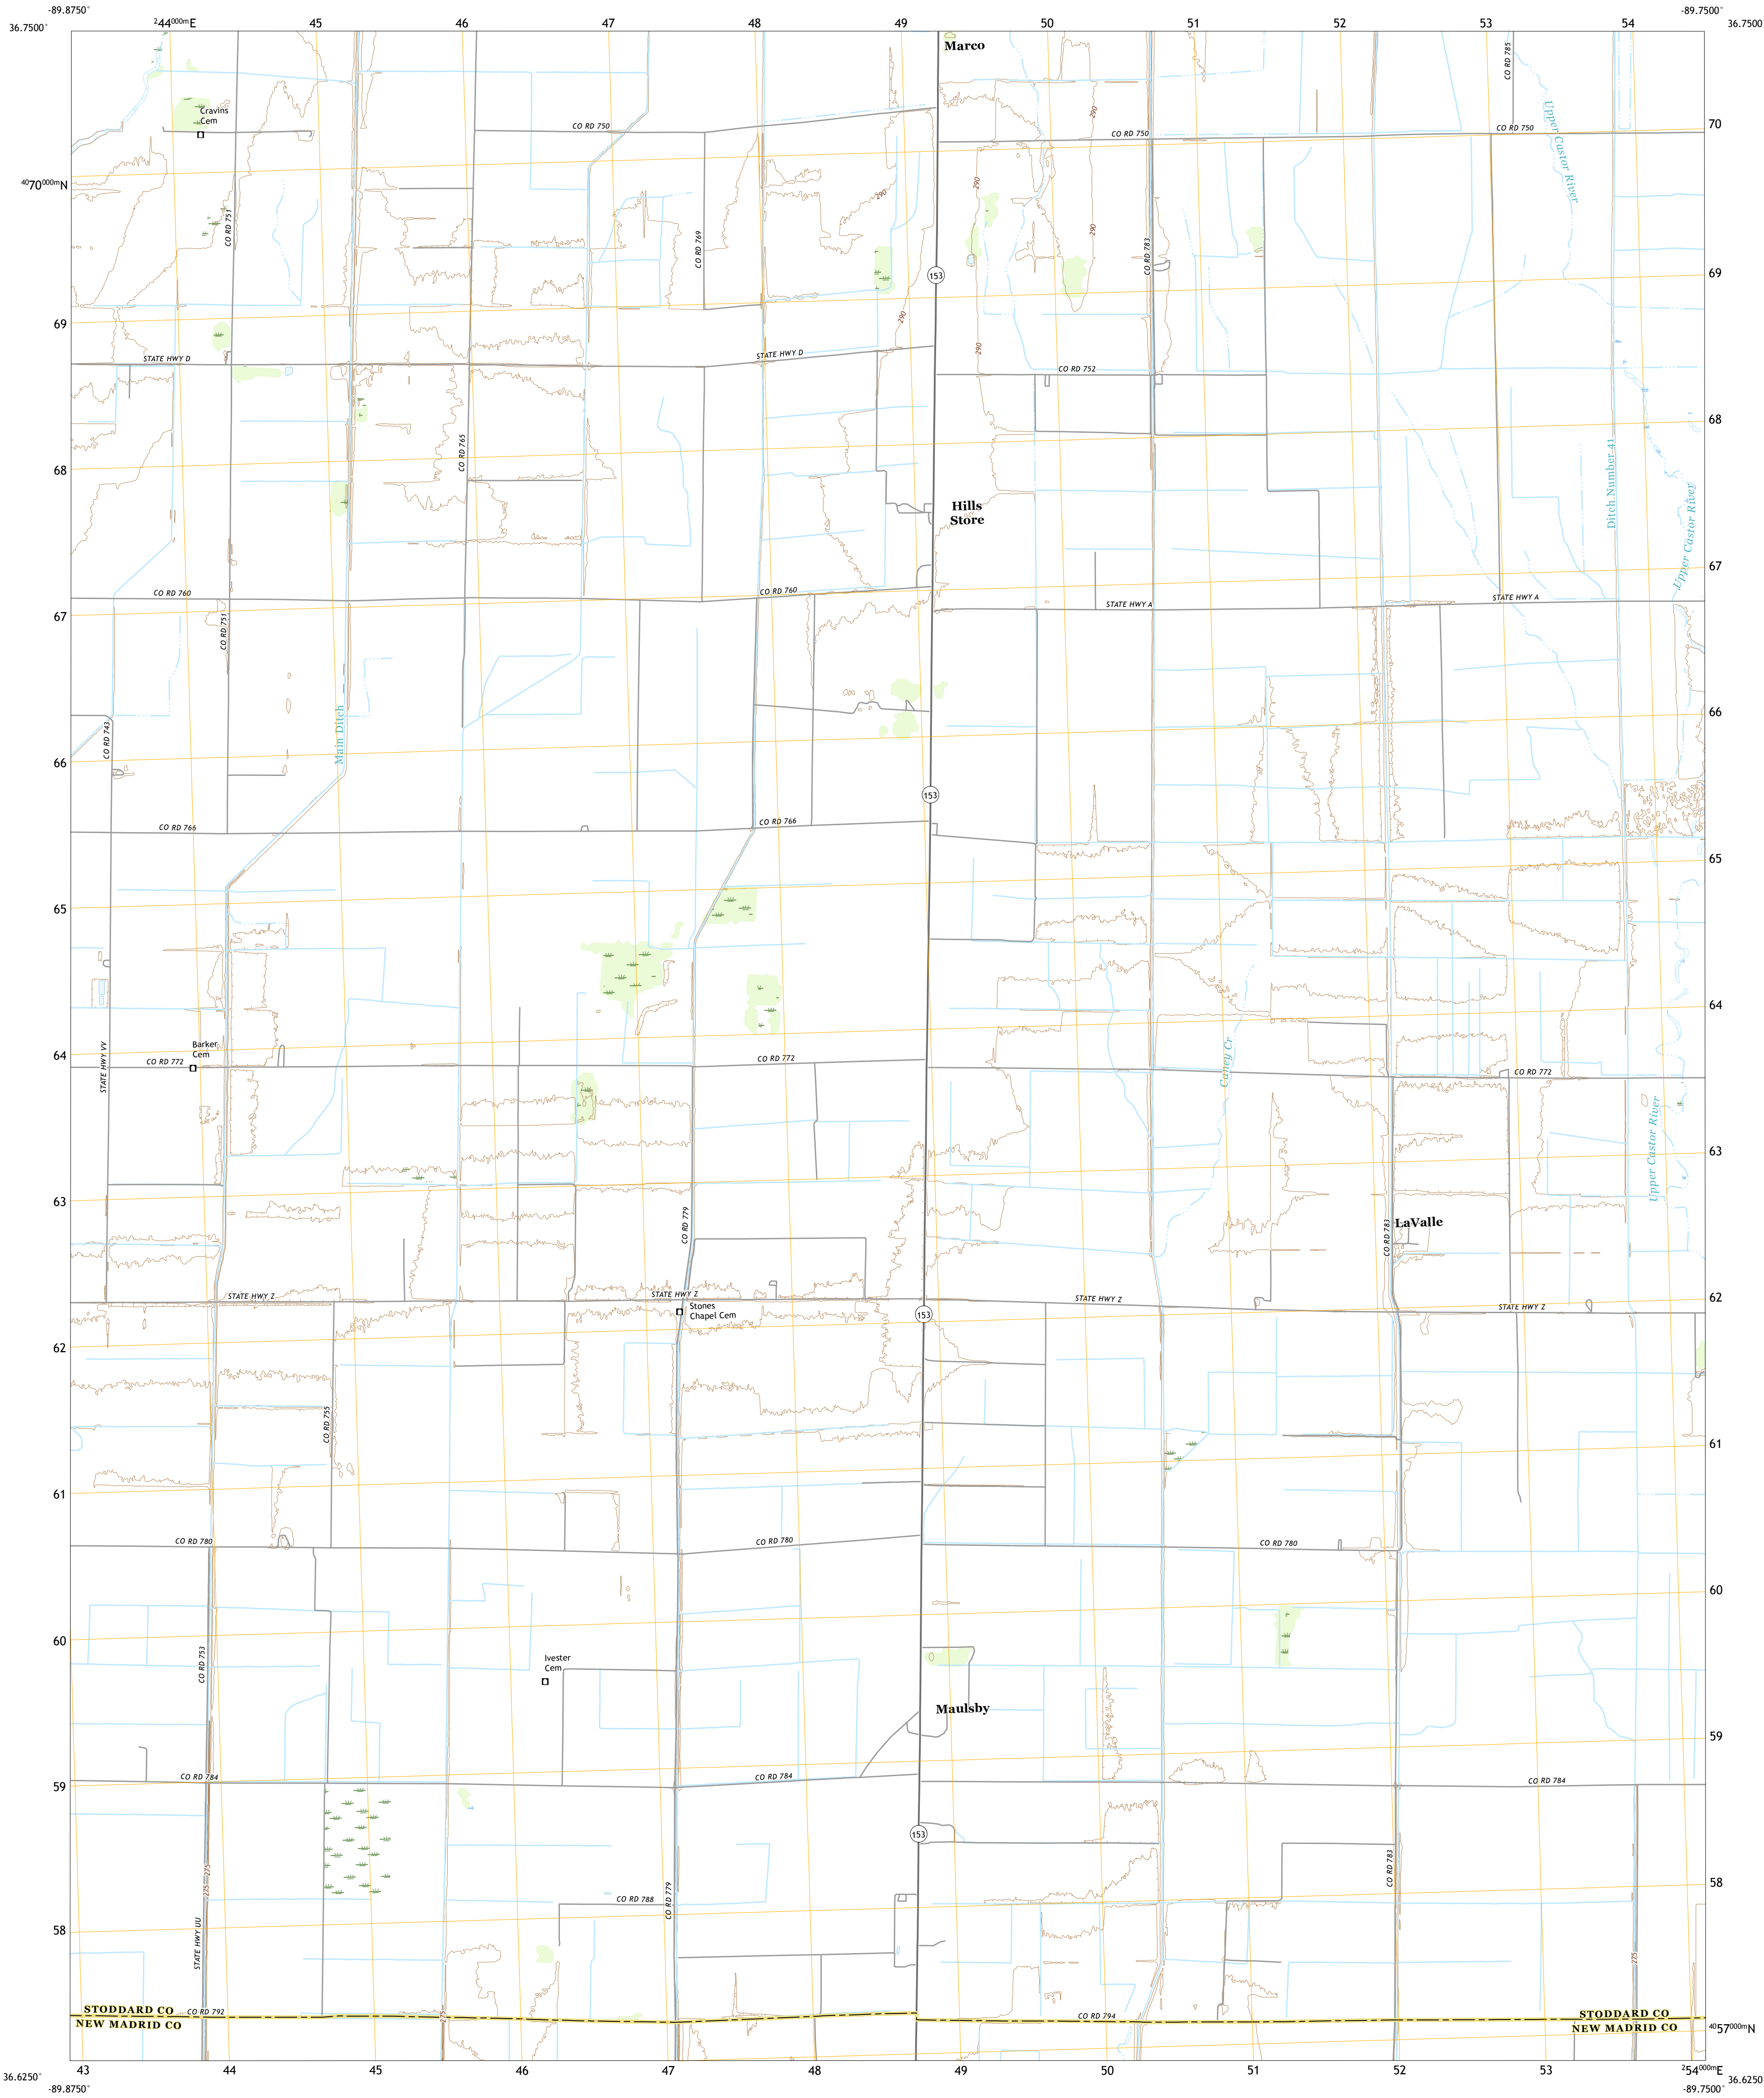 -89.8750°
-89.7500°
36.7500°
²44⁰⁰⁰ᵐE
45
46
47
48
49
50
51
52
53
54
36.7500
Marco
CO RD 785
Upper Castor River
Cravins
Cem
CO RD 750
CO RD 750
CO RD 750
70
290
⁴⁰70⁰⁰⁰ᵐN
290
290
290
CO RD 751
CO RD 769
CO RD 783
153
69
69
290
290
STATE HWY D
STATE HWY D
CO RD 752
68
CO RD 765
68
Ditch Number 41
Upper Castor River
Hills
Store
67
CO RD 760
CO RD 760
STATE HWY A
STATE HWY A
67
CO RD 751
Main Ditch
CO RD 743
66
66
153
CO RD 766
CO RD 766
65
65
64
Barker
Cem
64
STATE HWY VV
CO RD 772
CO RD 772
CO RD 772
Caney Cr
Upper Castor River
63
63
CO RD 779
CO RD 783
LaValle
STATE HWY Z
STATE HWY Z
STATE HWY Z
STATE HWY Z
62
Stones
Chapel Cem
153
62
CO RD 755
61
61
CO RD 780
CO RD 780
CO RD 780
60
60
CO RD 753
Ivester
Cem
Maulsby
59
59
CO RD 784
CO RD 784
CO RD 784
153
275
275
CO RD 783
58
CO RD 788
CO RD 779
58
STATE HWY UU
275
STODDARD CO
CO RD 792
NEW MADRID CO
275
CO RD 794
STODDARD CO
NEW MADRID CO
⁴⁰57⁰⁰⁰ᵐN
43
44
45
46
47
48
49
50
51
52
53
²54⁰⁰⁰ᵐE
36.6250°
36.6250
-89.8750°
-89.7500°